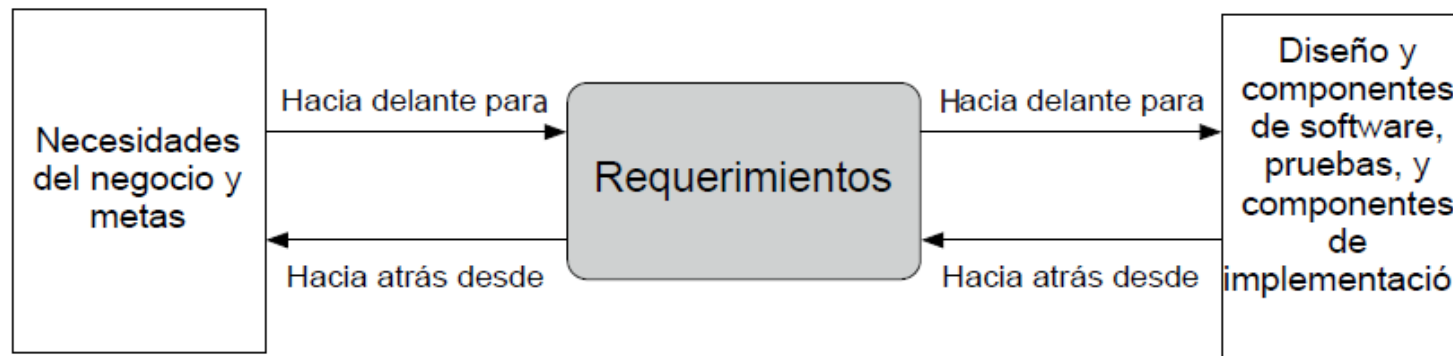 Necesidades
del negocio y
metas
Hacia delante para
Hacia atrás desde
Requerimientos
Hacia delante para
Hacia atrás desde
Diseño y
componentes
de software,
pruebas, y
componentes
de
implementació